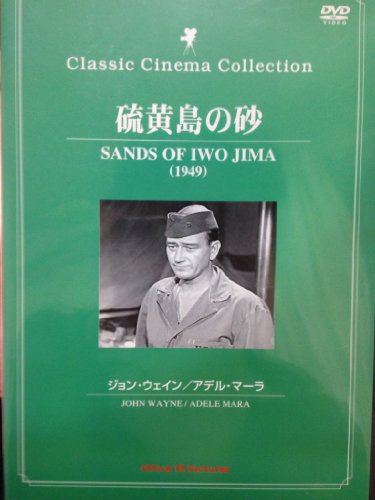 DVD
VIDEO
Classic Cinema Collection
硫黄島の砂
SANDS OF IWO JIMA
(1949)
ジョン・ウェイン／アデル・マーラ
JOHN WAYNE / ADELE MARA